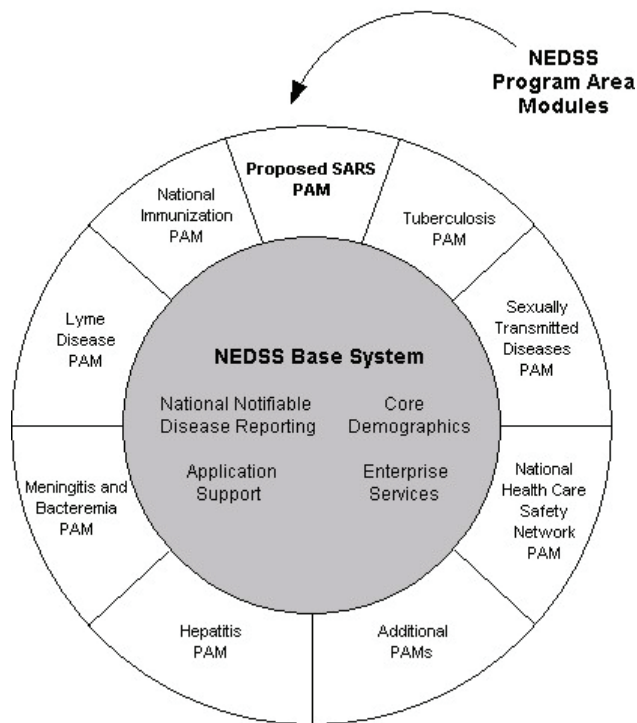 NEDSS
Program Area
Modules
Proposed SARS
PAM
Tuberculosis
PAM
Sexually
Transmitted
Diseases
PAM
National
Health Care
Safety
Network
PAM
Additional
PAMs
Hepatitis
PAM
Meningitis and
Bacteremia
PAM
Lyme
Disease
PAM
National
Immunization
PAM
NEDSS Base System
National Notifiable
Disease Reporting
Core
Demographics
Application
Support
Enterprise
Services